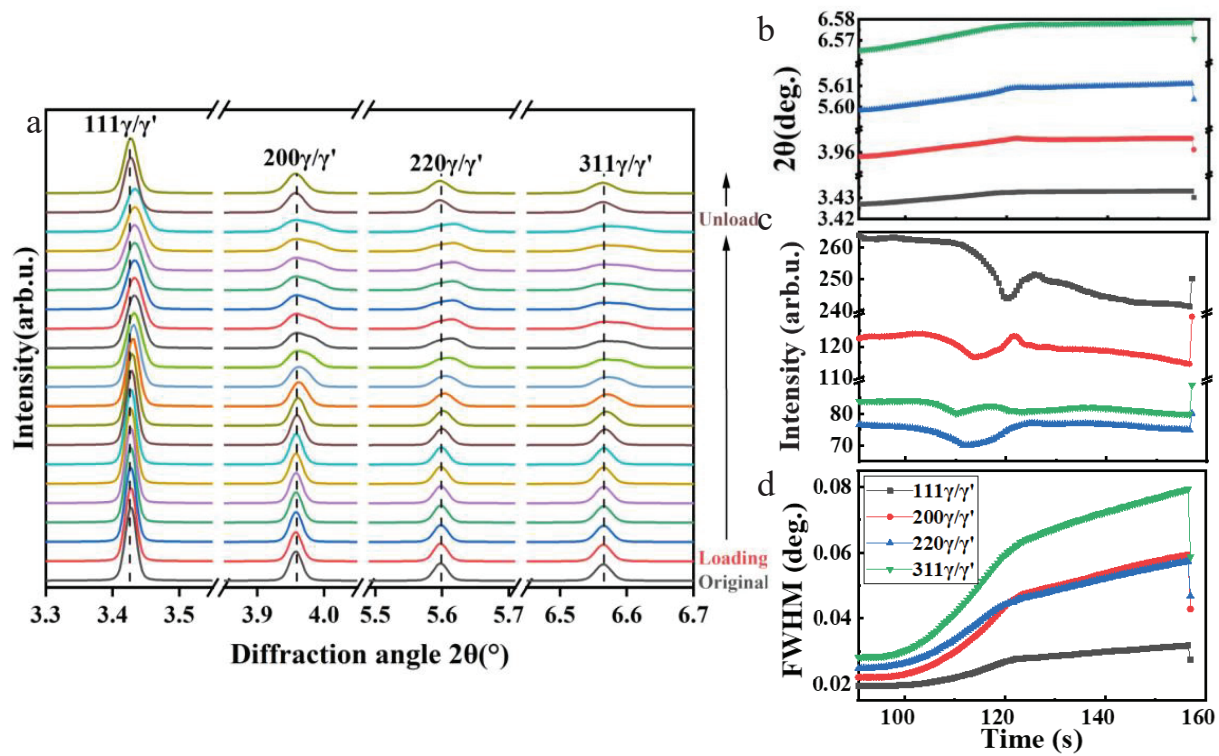 a
111γ/γ'
200γ/γ'
220γ/γ'
311γ/γ'
Unload
Loading
Original
Intensity(arb.u.)
3.3 3.4 3.5 3.9 4.0 5.5 5.6 5.7 6.5 6.6 6.7
Diffraction angle 2θ(°)
b
6.58
6.57
5.61
5.60
3.96
3.43
3.42
2θ(deg.)
c
260
250
240
120
110
80
70
Intensity (arb.u.)
d
0.08
0.06
0.04
0.02
FWHM (deg.)
111γ/γ'
200γ/γ'
220γ/γ'
311γ/γ'
100 120 140 160
Time (s)